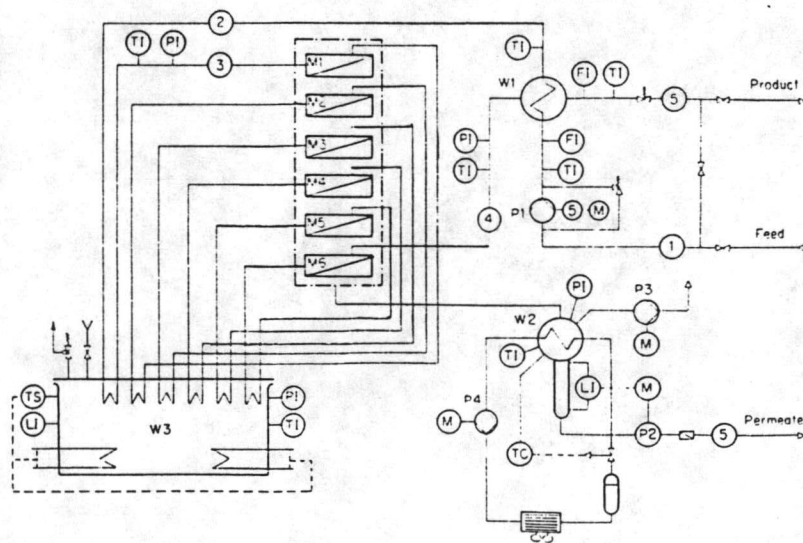 2
TI PI 3 M1
TI
W1
FI TI
5
Product
M2
M3
M4
M5
M6
PI
TI
FI
TI
4
P1 S M
1
Feed
PI
W2
P3
M
TI
LI
M
P4
M
TC
P2
5
Permeate
TS
LI
W3
PI
TI